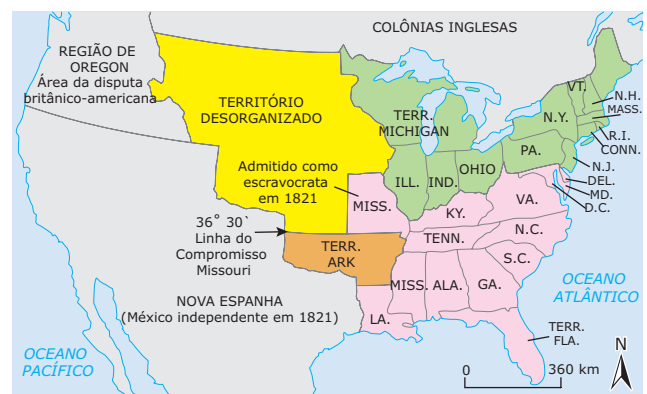 COLÔNIAS INGLESAS
REGIÃO DE
OREGON
Área da disputa
britânico-americana
TERRITÓRIO
DESORGANIZADO
TERR.
MICHIGAN
VT.
N.H.
MASS.
N.Y.
R.I.
CONN.
PA.
N.J.
Admitido como
escravocrata
em 1821
ILL.
IND.
OHIO
DEL.
MD.
D.C.
MISS.
KY.
VA.
36° 30`
Linha do
Compromisso
Missouri
TERR.
ARK
TENN.
N.C.
S.C.
NOVA ESPANHA
(México independente em 1821)
MISS.
ALA.
GA.
LA.
OCEANO
ATLÂNTICO
TERR.
FLA.
OCEANO
PACÍFICO
N
0
360 km